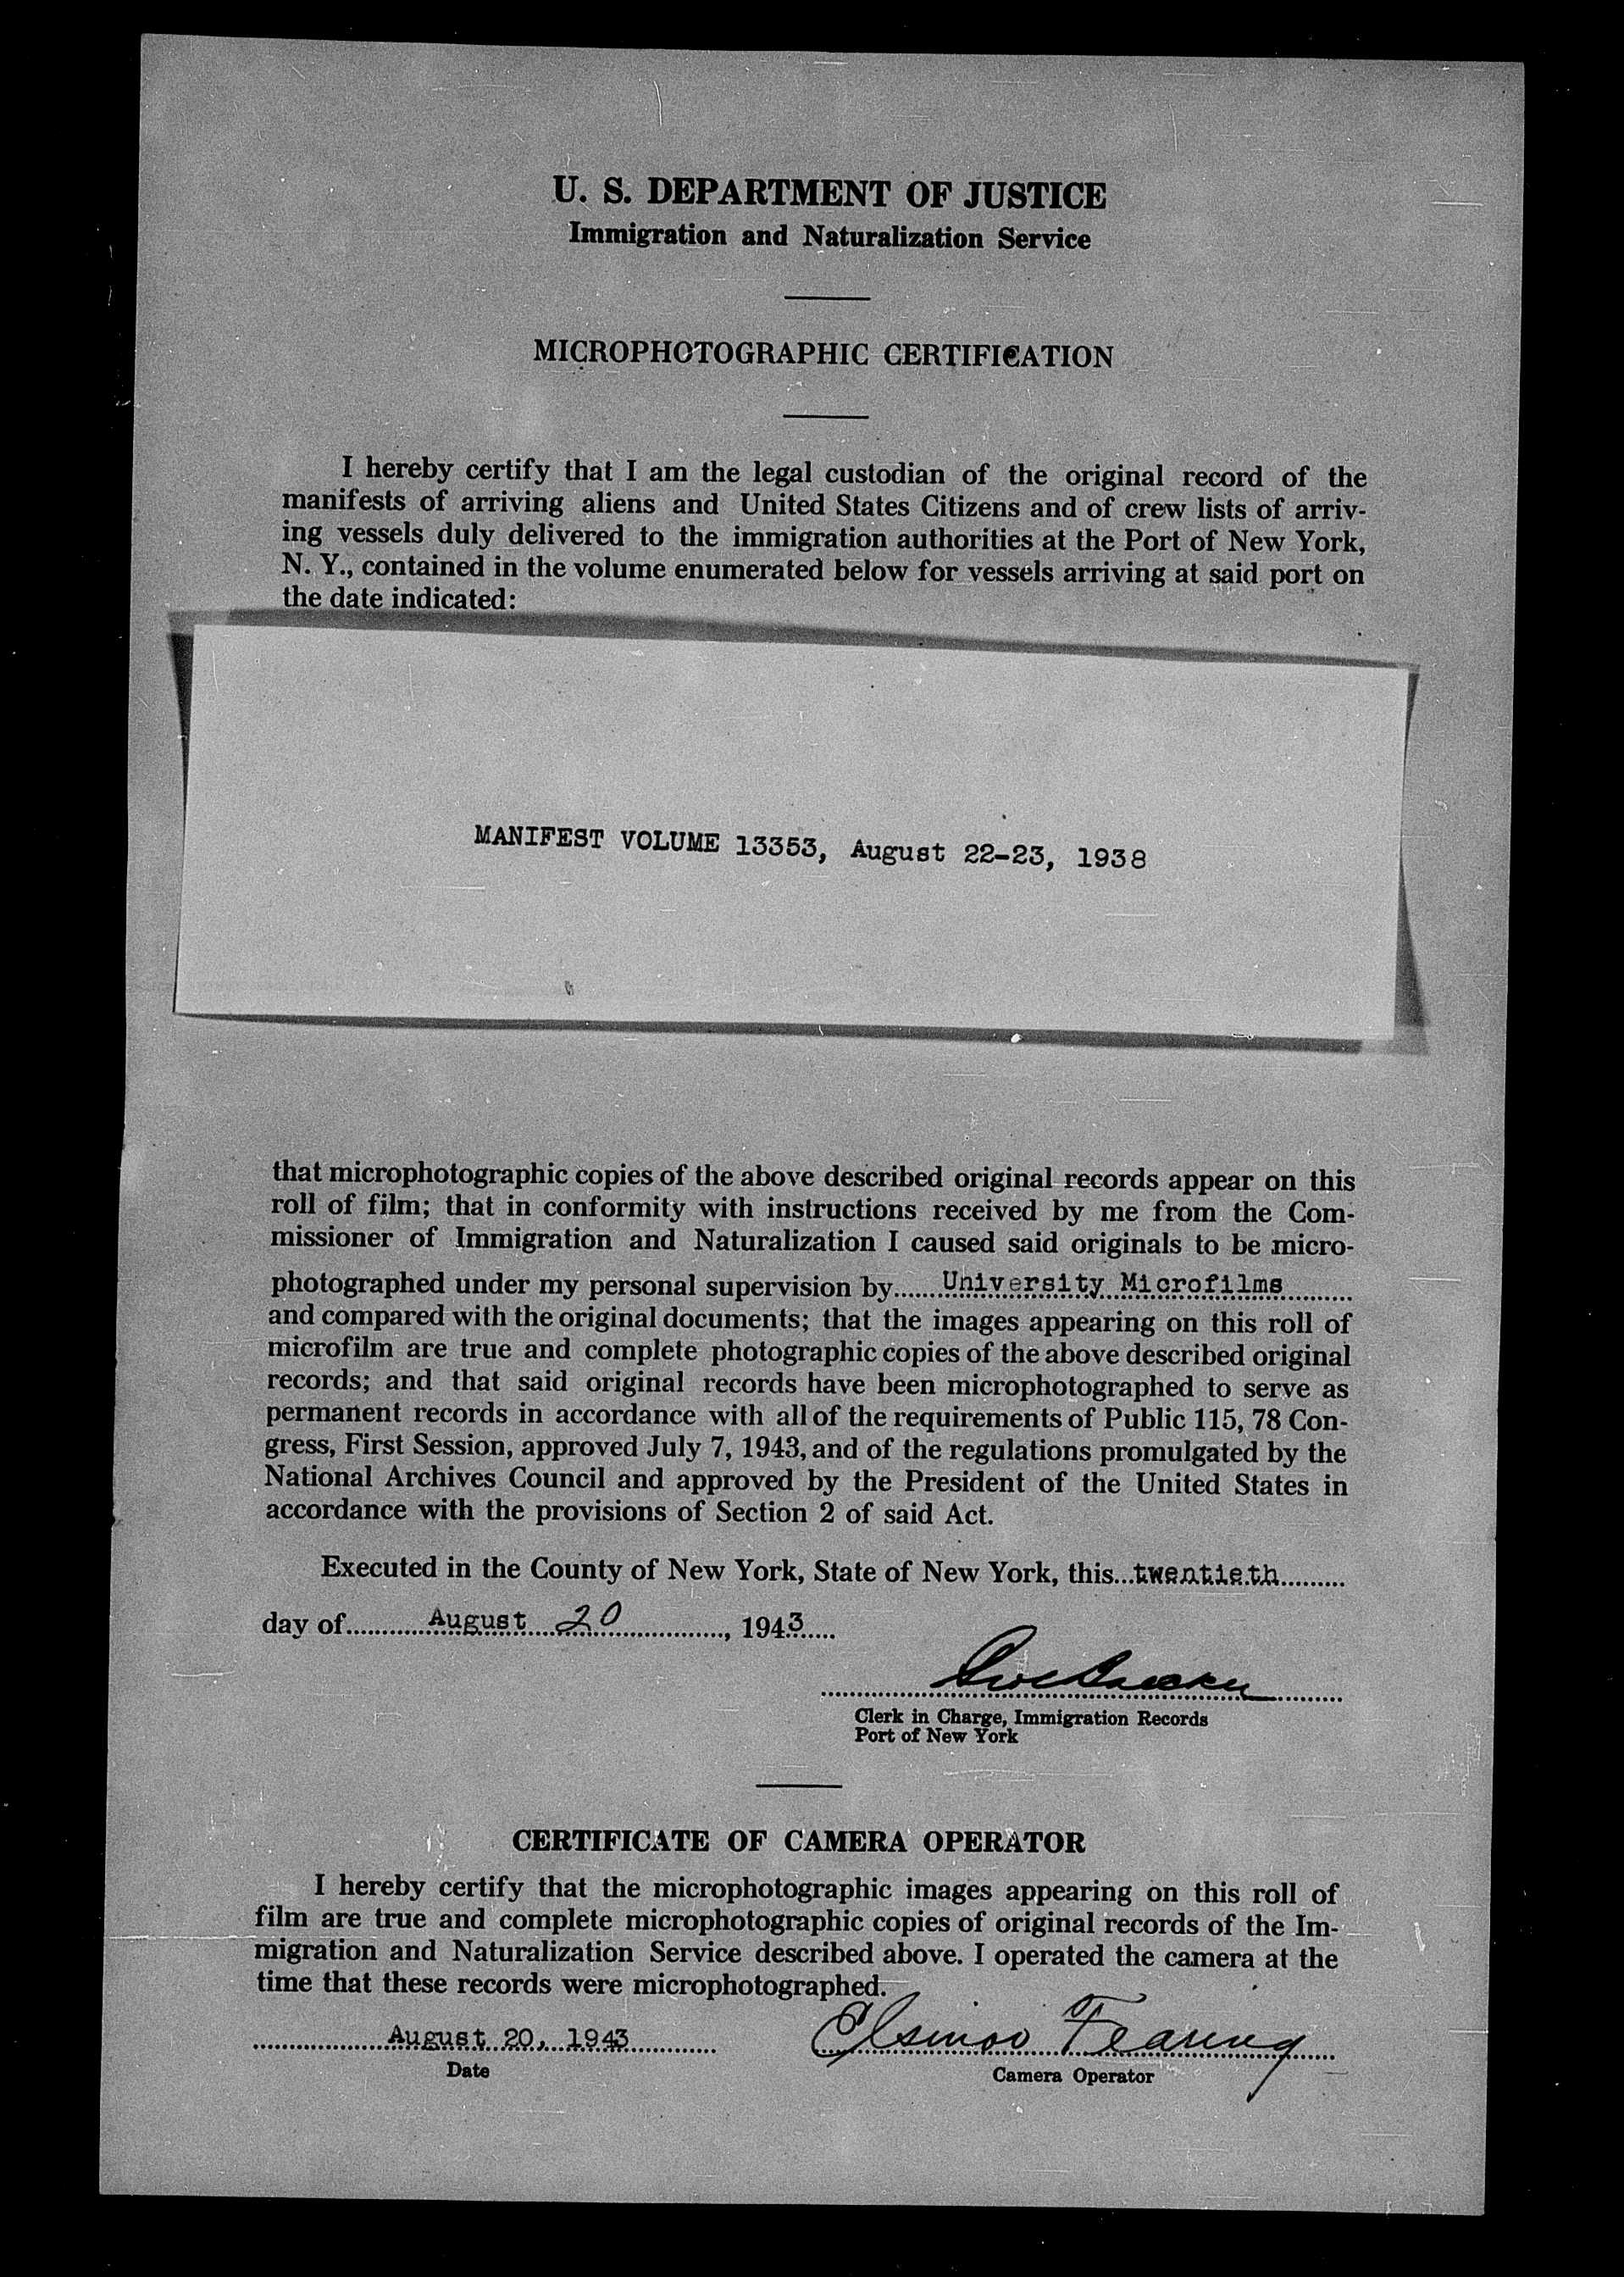 U. S. DEPARTMENT OF JUSTICE
Immigration and Naturalization Service
MICROPHOTOGRAPHIC CERTIFICATION
I hereby certify that I am the legal custodian of the original record of the
manifests of arriving aliens and United States Citizens and of crew lists of arriv-
ing vessels duly delivered to the immigration authorities at the Port of New York,
N. Y., contained in the volume enumerated below for vessels arriving at said port on
the date indicated:
MANIFEST VOLUME 13353, August 22-23, 1938
that microphotographic copies of the above described original records appear on this
roll of film; that in conformity with instructions received by me from the Com-
missioner of Immigration and Naturalization I caused said originals to be micro-
photographed under my personal supervision by......University Microfilms..........
and compared with the original documents; that the images appearing on this roll of
microfilm are true and complete photographic copies of the above described original
records; and that said original records have been microphotographed to serve as
permanent records in accordance with all of the requirements of Public 115, 78 Con-
gress, First Session, approved July 7, 1943, and of the regulations promulgated by the
National Archives Council and approved by the President of the United States in
accordance with the provisions of Section 2 of said Act.
Executed in the County of New York, State of New York, this...twentieth.........
day of............August 20..............., 1943.....
Clerk in Charge, Immigration Records
Port of New York
CERTIFICATE OF CAMERA OPERATOR
I hereby certify that the microphotographic images appearing on this roll of
film are true and complete microphotographic copies of original records of the Im-
migration and Naturalization Service described above. I operated the camera at the
time that these records were microphotographed.
August 20, 1943
Fearing
Date
Camera Operator